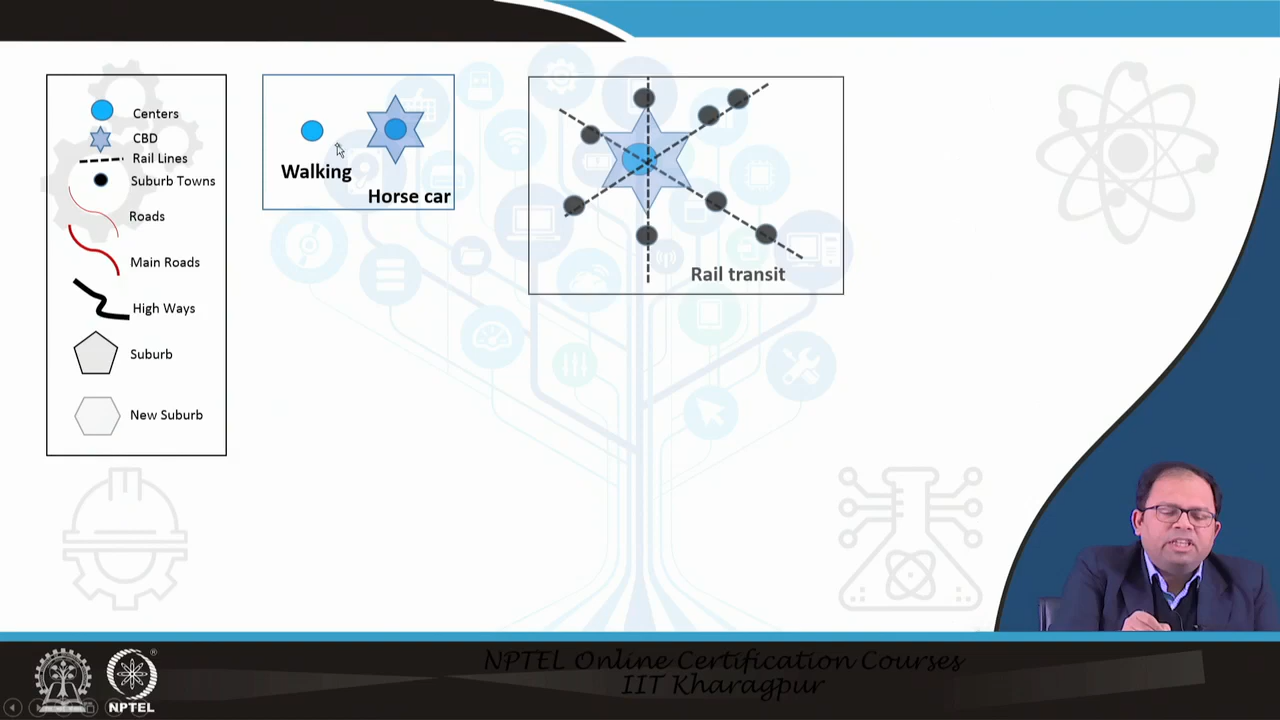 Centers
CBD
Rail Lines
Suburb Towns
Roads
Main Roads
High Ways
Suburb
New Suburb
Walking
Horse car
Rail transit
NPTEL Online Certification Courses
IIT Kharagpur
NPTEL